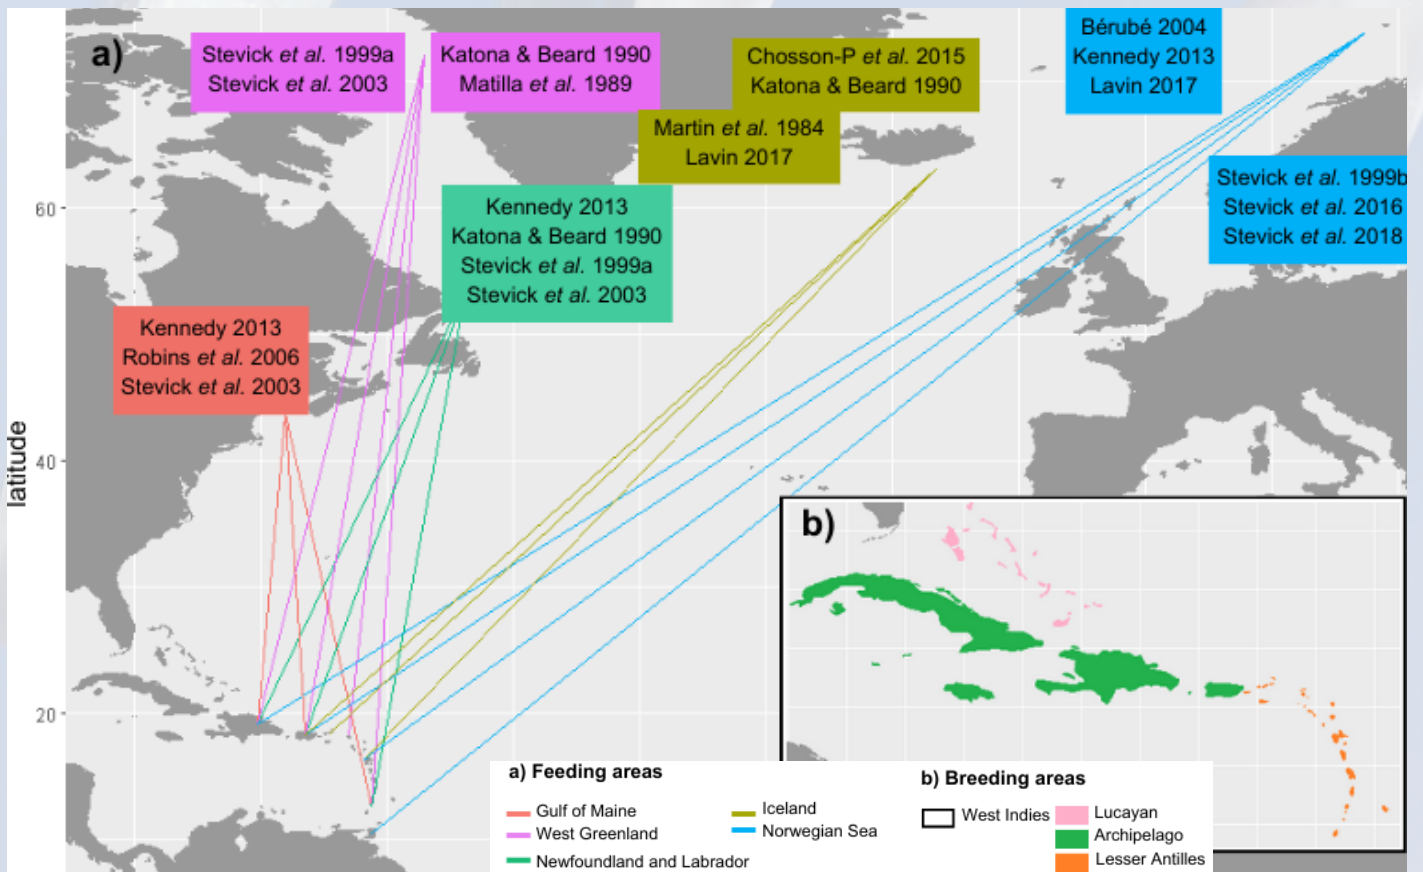 a)
Stevick et al. 1999a
Stevick et al. 2003
Katona & Beard 1990
Matilla et al. 1989
Chosson-P et al. 2015
Katona & Beard 1990
Martin et al. 1984
Lavin 2017
Bérubé 2004
Kennedy 2013
Lavin 2017
Stevick et al. 1999b
Stevick et al. 2016
Stevick et al. 2018
Kennedy 2013
Katona & Beard 1990
Stevick et al. 1999a
Stevick et al. 2003
Kennedy 2013
Robins et al. 2006
Stevick et al. 2003
latitude
60
40
20
b)
a) Feeding areas
Gulf of Maine
West Greenland
Newfoundland and Labrador
Iceland
Norwegian Sea
b) Breeding areas
West Indies
Lucayan
Archipelago
Lesser Antilles